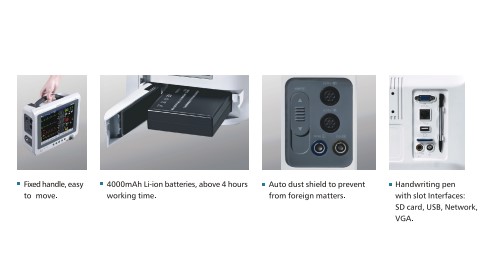 Fixed handle, easy
to move.
4000mAh Li-ion batteries, above 4 hours
working time.
Auto dust shield to prevent
from foreign matters.
Handwriting pen
with slot Interfaces:
SD card, USB, Network,
VGA.